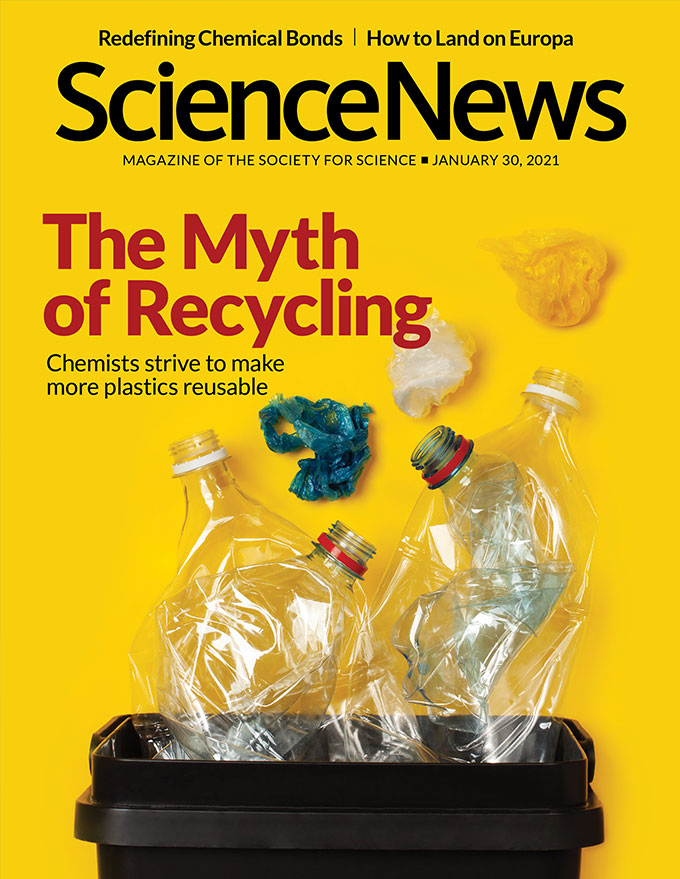 Redefining Chemical Bonds | How to Land on Europa
ScienceNews
MAGAZINE OF THE SOCIETY FOR SCIENCE ■ JANUARY 30, 2021
The Myth
of Recycling
Chemists strive to make
more plastics reusable